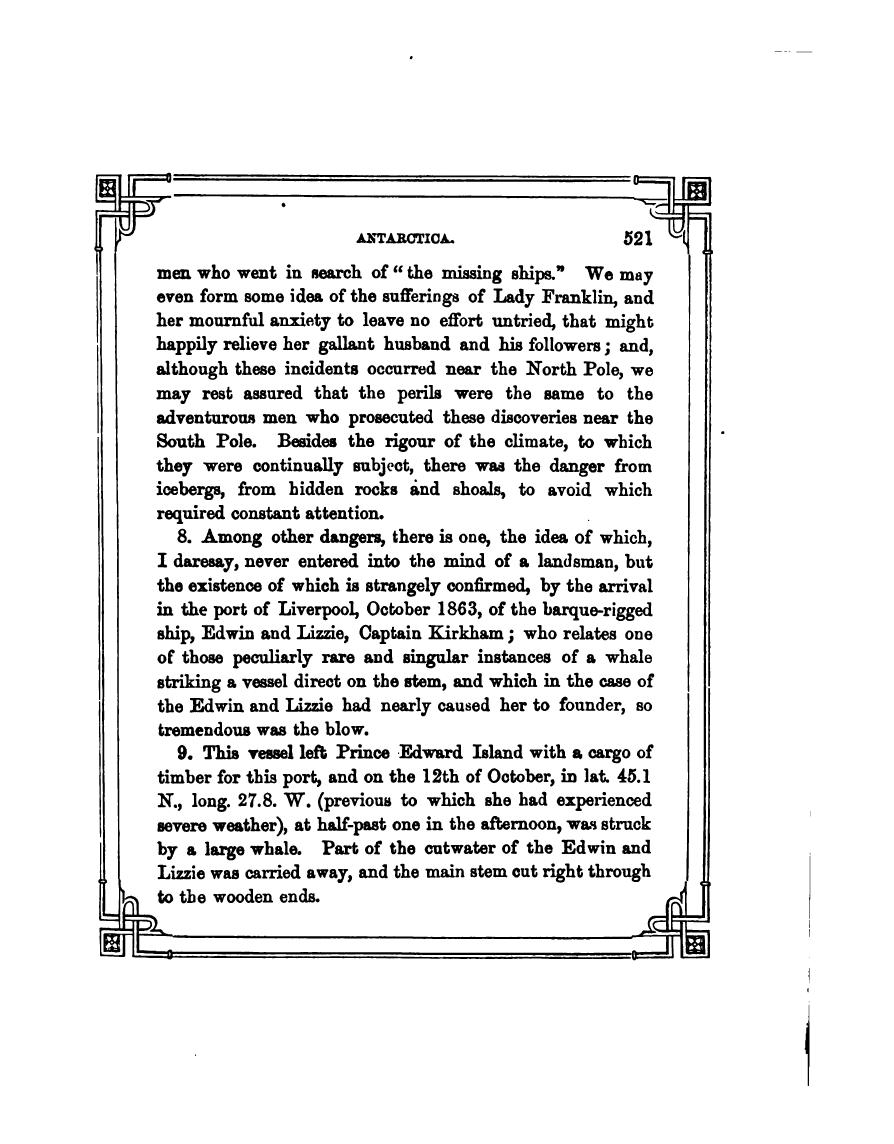 ANTARCTICA. 521
men who went in search of “the missing ships.” We may
even form some idea of the sufferings of Lady Franklin, and
her mournful anxiety to leave no effort untried, that might
happily relieve her gallant husband and his followers; and,
although these incidents occurred near the North Pole, we
may rest assured that the perils were the same to the
adventurous men who prosecuted these discoveries near the
South Pole. Besides the rigour of the climate, to which
they were continually subject, there was the danger from
icebergs, from hidden rocks and shoals, to avoid which
required constant attention.
8. Among other dangers, there is one, the idea of which,
I daresay, never entered into the mind of a landsman, but
the existence of which is strangely confirmed, by the arrival
in the port of Liverpool, October 1863, of the barque-rigged
ship, Edwin and Lizzie, Captain Kirkham; who relates one
of those peculiarly rare and singular instances of a whale
striking a vessel direct on the stem, and which in the case of
the Edwin and Lizzie had nearly caused her to founder, so
tremendous was the blow.
9. This vessel left Prince Edward Island with a cargo of
timber for this port, and on the 12th of October, in lat. 45.1
N., long. 27.8. W. (previous to which she had experienced
severe weather), at half-past one in the afternoon, was struck
by a large whale. Part of the cutwater of the Edwin and
Lizzie was carried away, and the main stem cut right through
to the wooden ends.